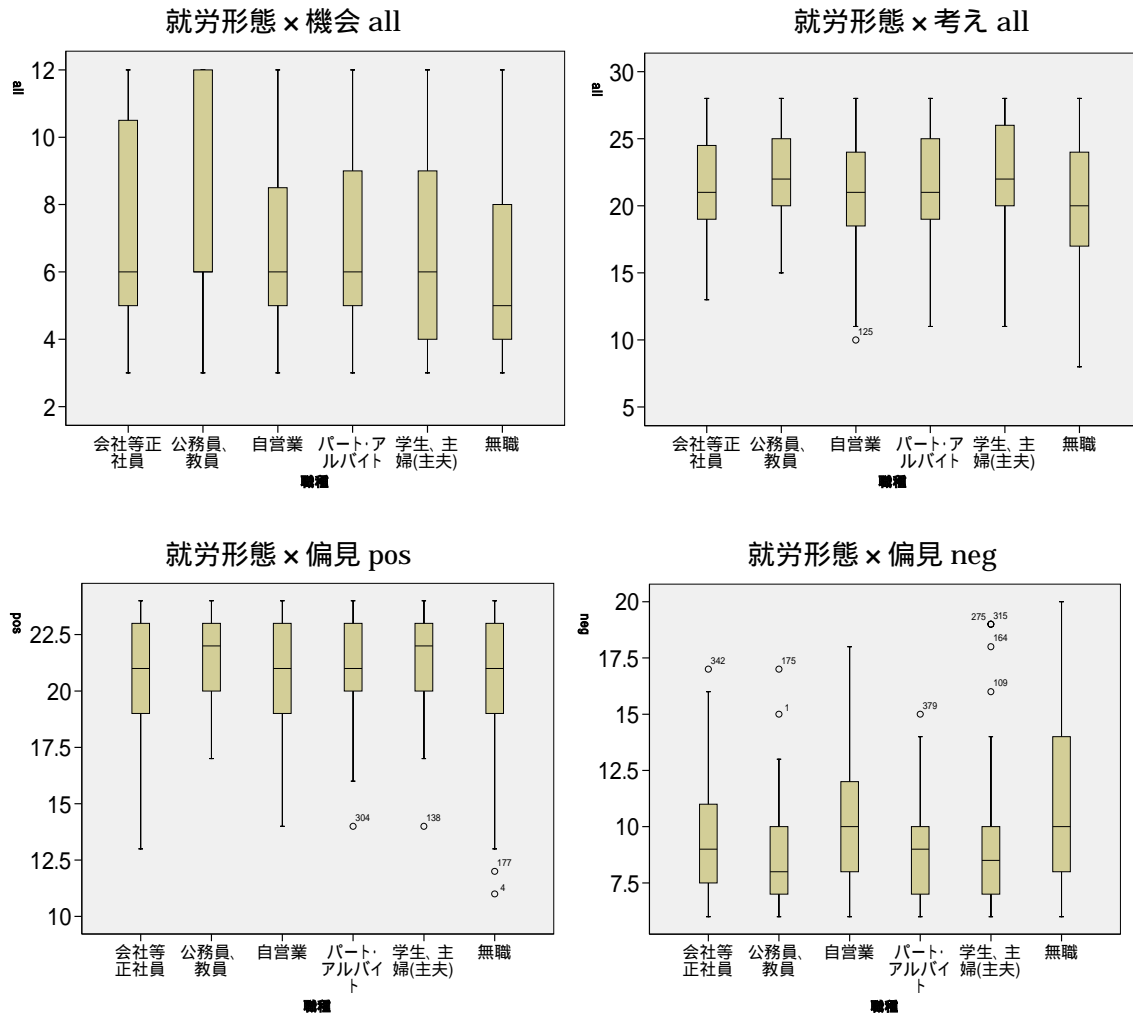 就労形態×機会 all
all
12
10
8
6
4
2
会社等正
社員
公務員、
教員
自営業
パート・ア
ルバイト
学生、主
婦(主夫)
無職
職種
就労形態×考え all
all
30
25
20
15
10
5
125
会社等正
社員
公務員、
教員
自営業
パート・ア
ルバイト
学生、主
婦(主夫)
無職
職種
就労形態×偏見 pos
pos
22.5
20
17.5
15
12.5
10
304
138
177
4
会社等
正社員
公務員、
教員
自営業
パート・
アルバイ
ト
学生、主
婦(主夫)
無職
職種
就労形態×偏見 neg
neg
20
17.5
15
12.5
10
7.5
342
175
1
379
275
315
164
109
会社等
正社員
公務員、
教員
自営業
パート・
アルバイ
ト
学生、主
婦(主夫)
無職
職種